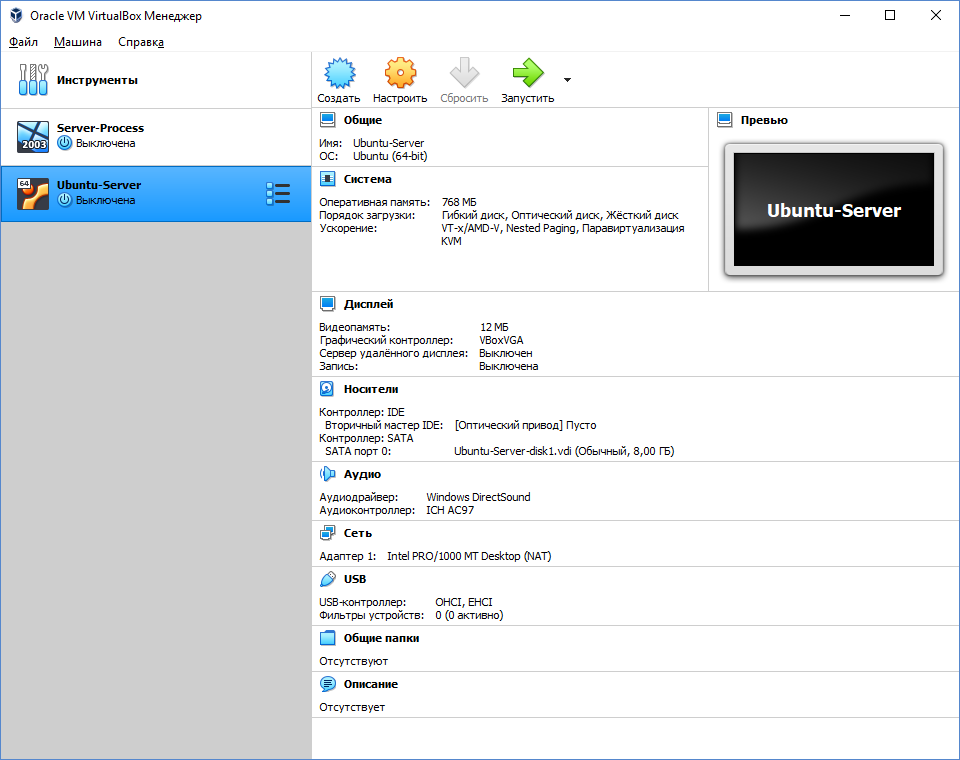 Oracle VM VirtualBox Менеджер
Файл Машина Справка
Инструменты
Server-Process
2003
Выключена
64
Ubuntu-Server
Выключена
Создать Настроить Сбросить Запустить
Общие
Имя: Ubuntu-Server
ОС: Ubuntu (64-bit)
Превью
Ubuntu-Server
Система
Оперативная память: 768 МБ
Порядок загрузки: Гибкий диск, Оптический диск, Жёсткий диск
Ускорение: VT-x/AMD-V, Nested Paging, Паравиртуализация
KVM
Дисплей
Видеопамять: 12 МБ
Графический контроллер: VBoxVGA
Сервер удалённого дисплея: Выключен
Запись: Выключена
Носители
Контроллер: IDE
Вторичный мастер IDE: [Оптический привод] Пусто
Контроллер: SATA
SATA порт 0: Ubuntu-Server-disk1.vdi (Обычный, 8,00 ГБ)
Аудио
Аудиодрайвер: Windows DirectSound
Аудиоконтроллер: ICH AC97
Сеть
Адаптер 1: Intel PRO/1000 MT Desktop (NAT)
USB
USB-контроллер: OHCI, EHCI
Фильтры устройств: 0 (0 активно)
Общие папки
Отсутствуют
Описание
Отсутствует